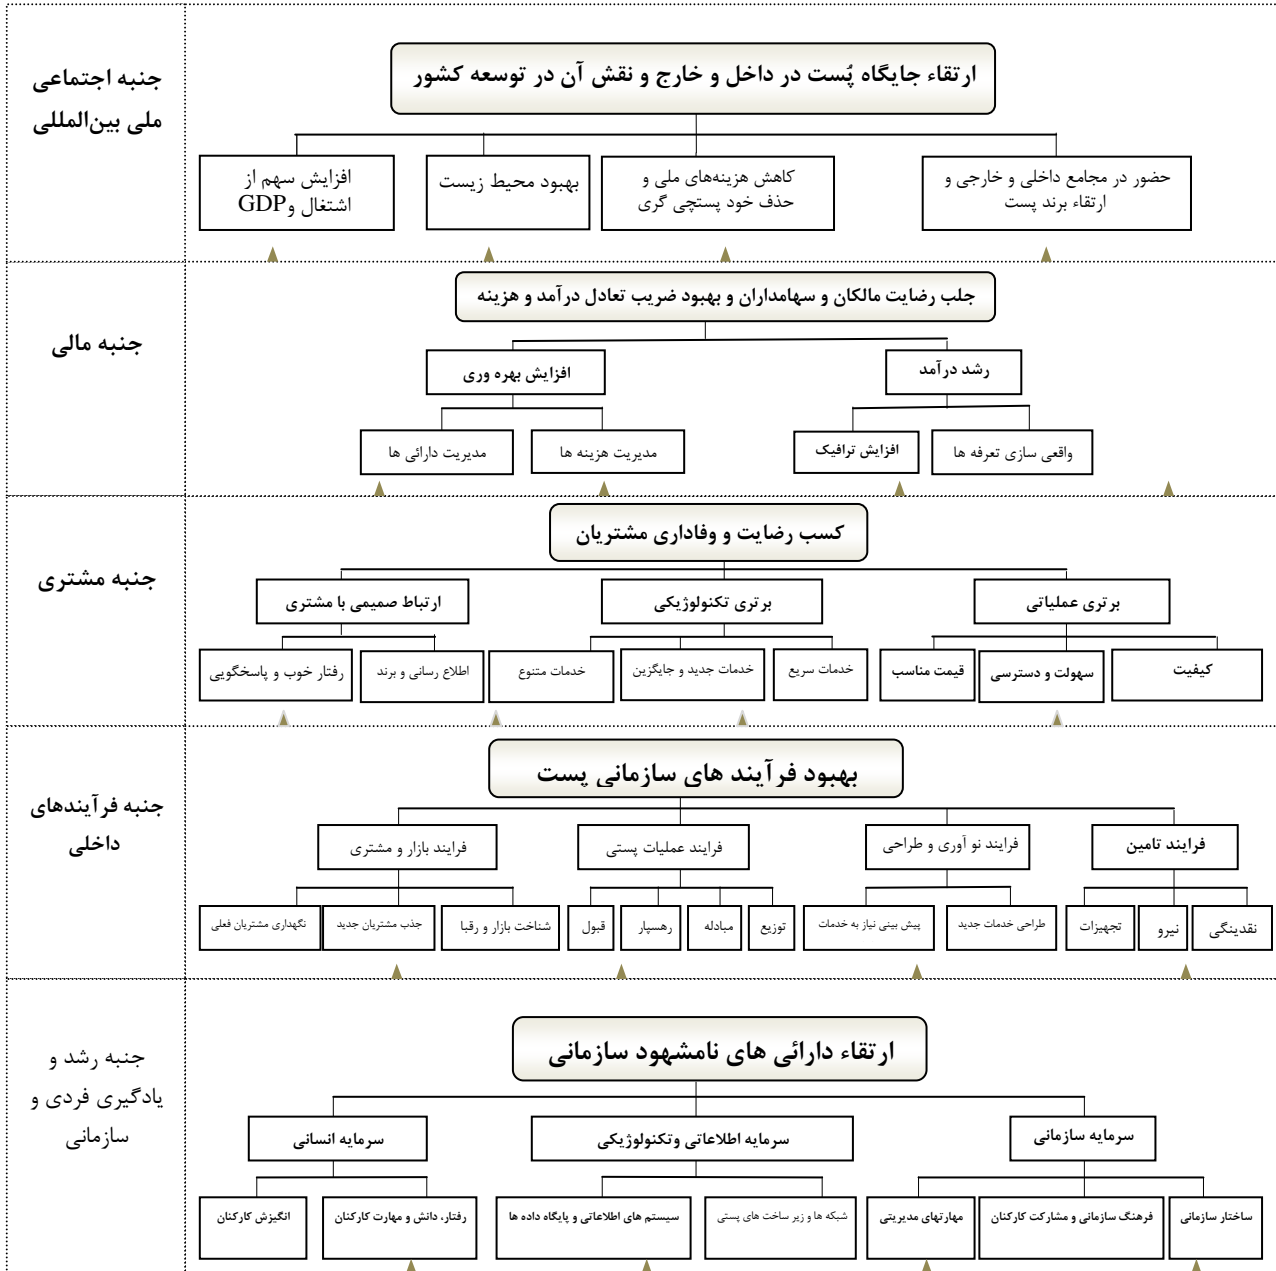 جنبه اجتماعی
ملی بین‌المللی
ارتقاء جایگاه پُست در داخل و خارج و نقش آن در توسعه کشور
حضور در مجامع داخلی و خارجی و
ارتقاء برند پست
کاهش هزینه‌های ملی و
حذف خود پستچی گری
بهبود محیط زیست
افزایش سهم از
اشتغال وGDP
جنبه مالی
جلب رضایت مالکان و سهامداران و بهبود ضریب تعادل درآمد و هزینه
رشد درآمد
افزایش بهره وری
واقعی سازی تعرفه ها
افزایش ترافیک
مدیریت هزینه ها
مدیریت دارائی ها
جنبه مشتری
کسب رضایت و وفاداری مشتریان
برتری عملیاتی
برتری تکنولوژیکی
ارتباط صمیمی با مشتری
کیفیت
سهولت و دسترسی
قیمت مناسب
خدمات سریع
خدمات جدید و جایگزین
خدمات متنوع
اطلاع رسانی و برند
رفتار خوب و پاسخگویی
جنبه فرآیندهای
داخلی
بهبود فرآیند های سازمانی پست
فرایند تامین
فرایند نو آوری و طراحی
فرایند عملیات پستی
فرایند بازار و مشتری
نقدینگی
نیرو
تجهیزات
طراحی خدمات جدید
پیش بینی نیاز به خدمات
توزیع
مبادله
رهسپار
قبول
شناخت بازار و رقبا
جذب مشتریان جدید
نگهداری مشتریان فعلی
جنبه رشد و
یادگیری فردی و
سازمانی
ارتقاء دارائی های نامشهود سازمانی
سرمایه سازمانی
سرمایه اطلاعاتی وتکنولوژیکی
سرمایه انسانی
ساختار سازمانی
فرهنگ سازمانی و مشارکت کارکنان
مهارتهای مدیریتی
شبکه ها و زیر ساخت های پستی
سیستم های اطلاعاتی و پایگاه داده ها
رفتار، دانش و مهارت کارکنان
انگیزش کارکنان